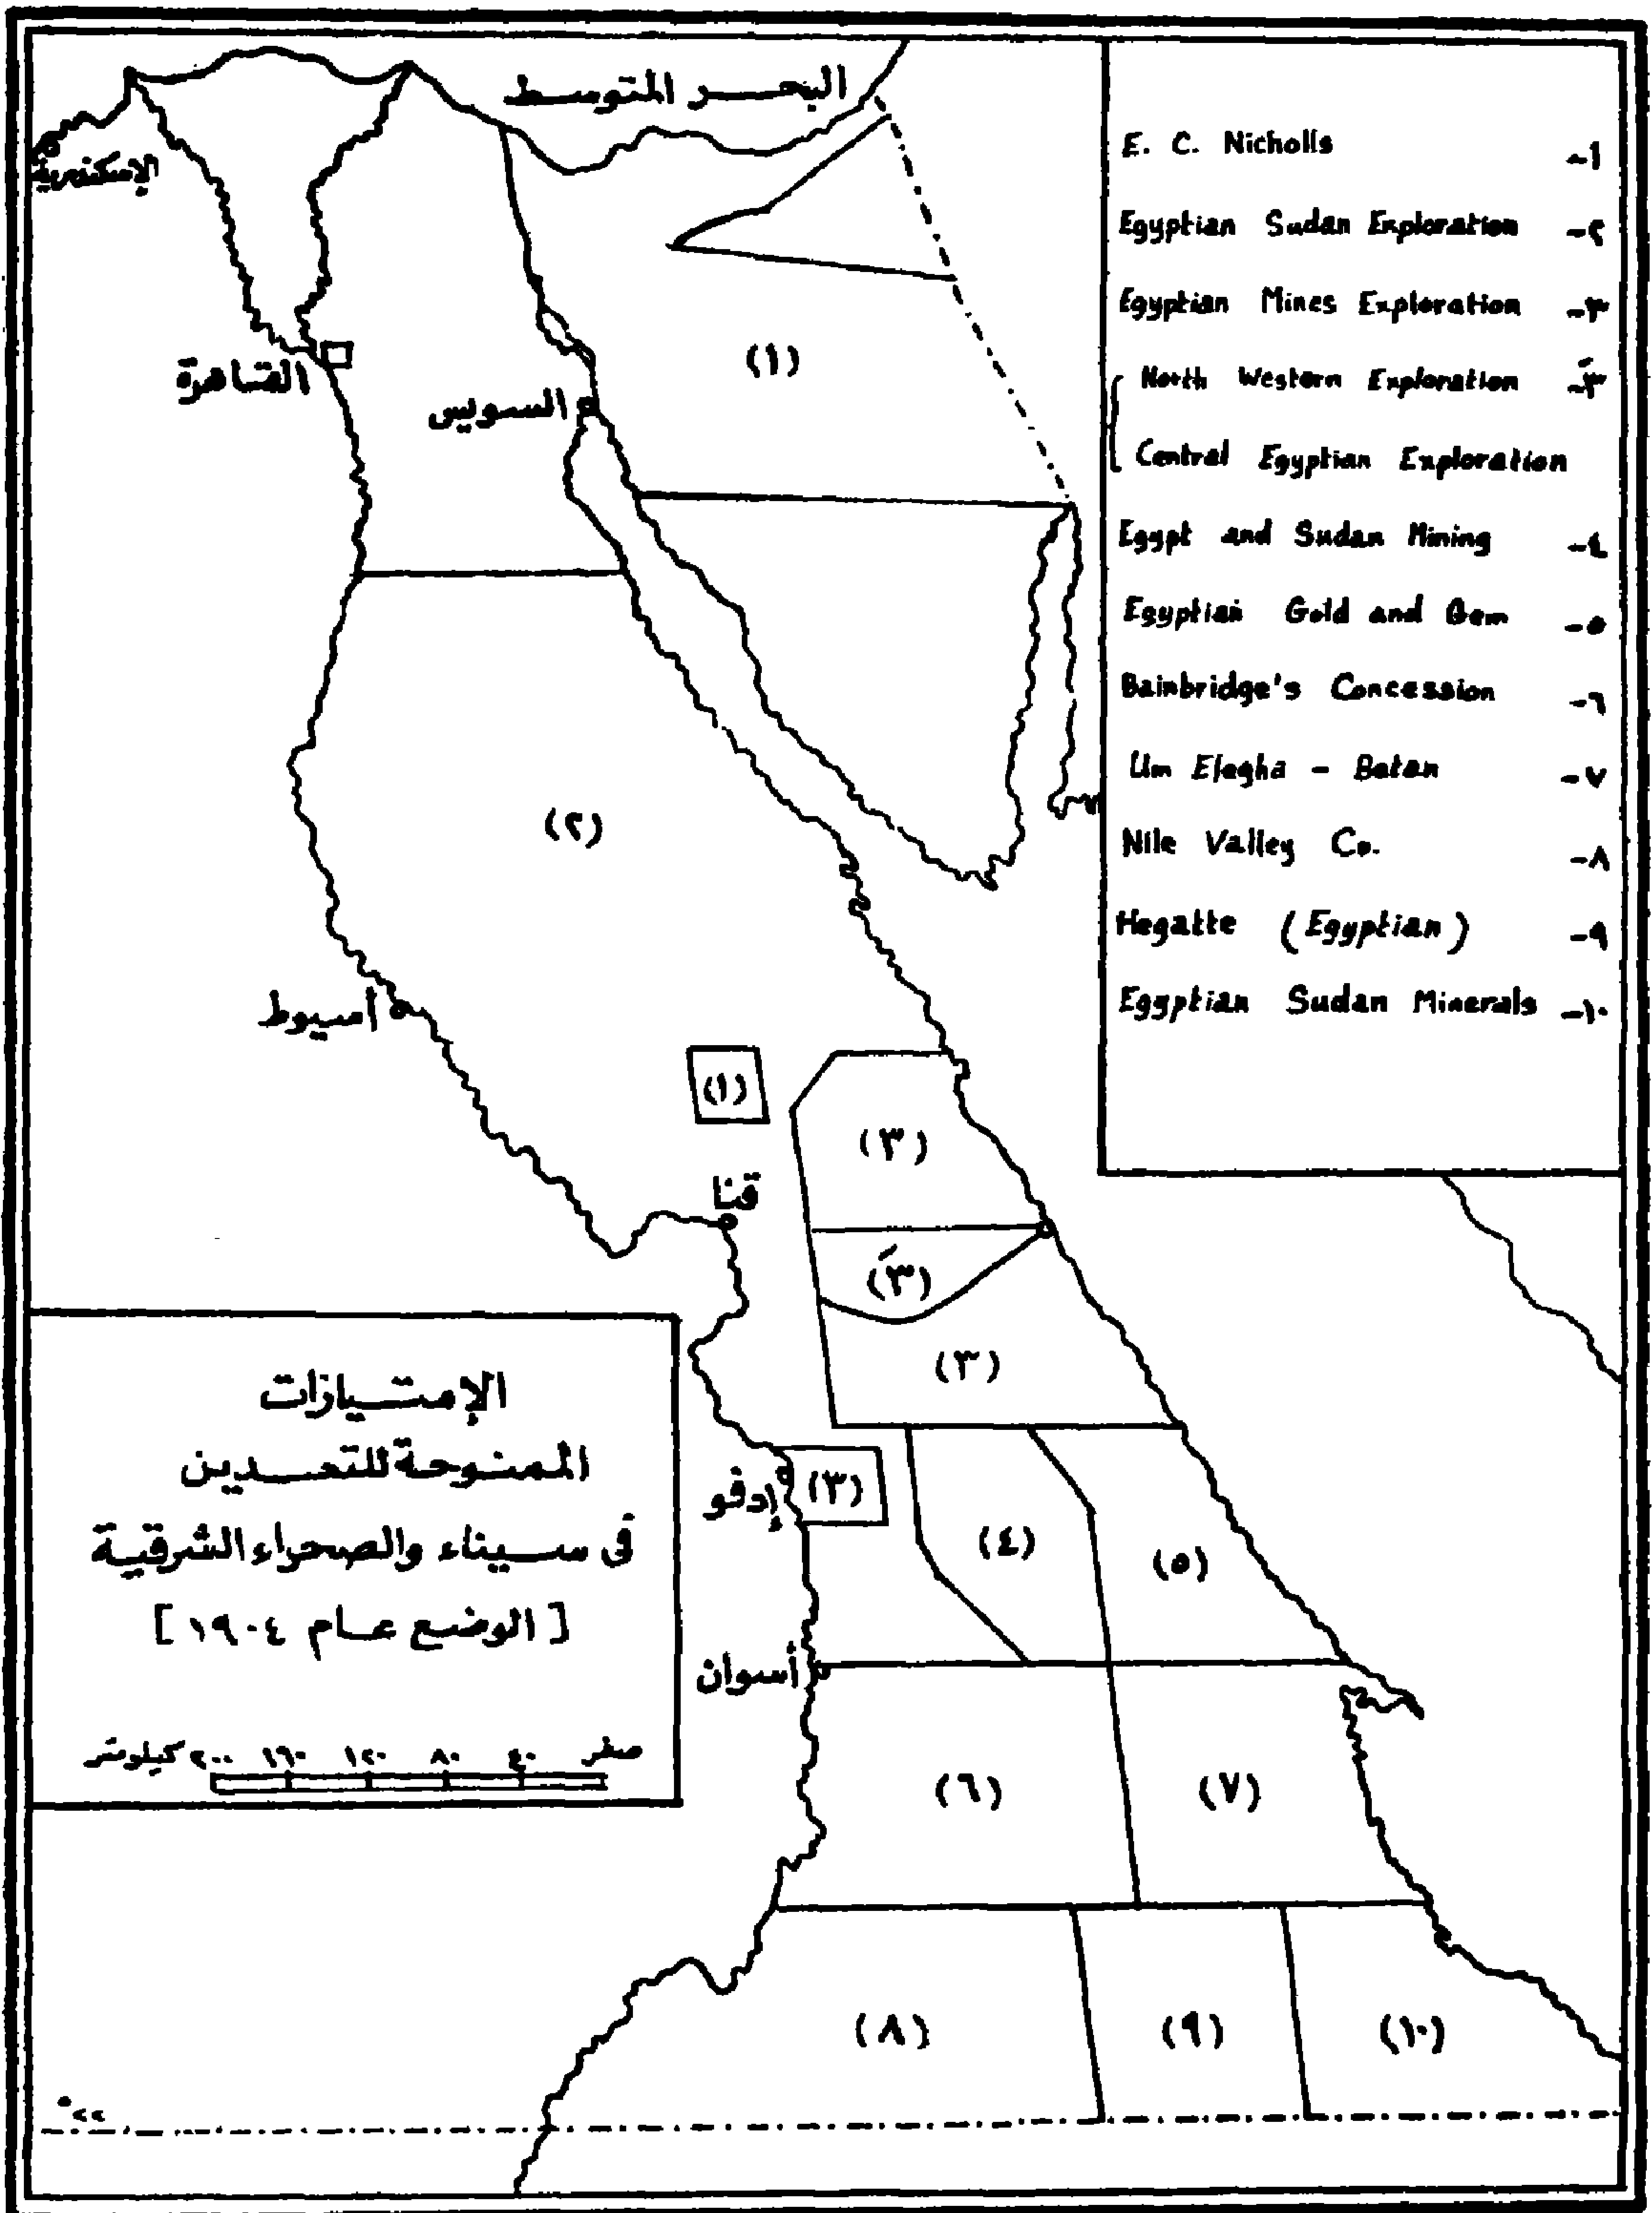 البحر المتوسط
الإسكندرية
القاهرة
السويس
(١)
(٢)
أسيوط
(١)
(٣)
قنا
(٣َ)
(٣)
إدفو
(٣)
(٤)
(٥)
أسوان
(٦)
(٧)
(٨)
(٩)
(١٠)
٢٢°
١- E. C. Nicholls
٢- Egyptian Sudan Exploration
٣- Egyptian Mines Exploration
٣َ- North Western Exploration
Central Egyptian Exploration
٤- Egypt and Sudan Mining
٥- Egyptian Gold and Gem
٦- Bainbridge's Concession
٧- Um Elegha - Betan
٨- Nile Valley Co.
٩- Hegatte (Egyptian)
١٠- Egyptian Sudan Minerals
الإمتيازات
الممنوحة للتعدين
فى سيناء والصحراء الشرقية
[الوضع عام ١٩٠٤]
صفر ٤٠ ٨٠ ١٢٠ ١٦٠ ٢٠٠ كيلومتر